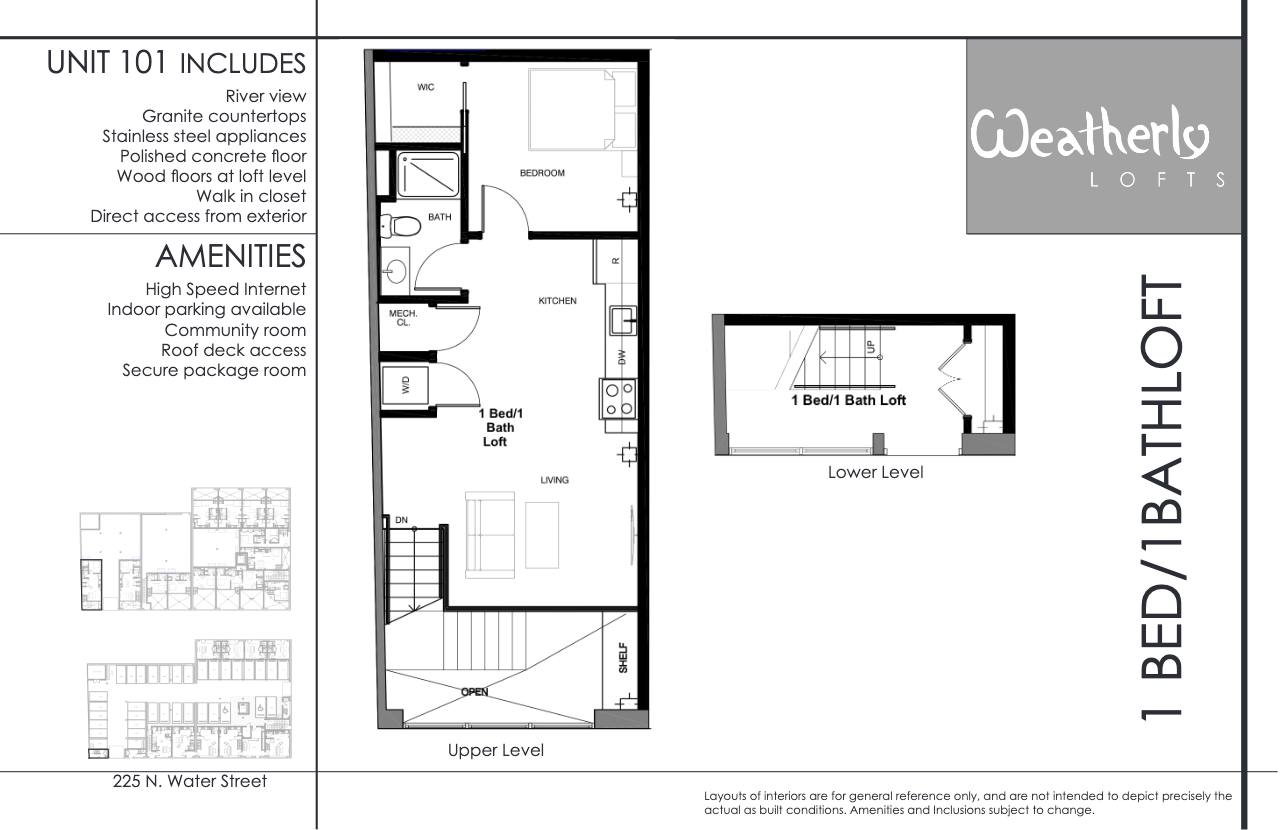 UNIT 101 INCLUDES
River view
Granite countertops
Stainless steel appliances
Polished concrete floor
Wood floors at loft level
Walk in closet
Direct access from exterior
AMENITIES
High Speed Internet
Indoor parking available
Community room
Roof deck access
Secure package room
225 N. Water Street
WIC
BEDROOM
BATH
R
KITCHEN
MECH.
CL.
DW
W/D
1 Bed/1
Bath
Loft
LIVING
DN
SHELF
OPEN
Upper Level
UP
1 Bed/1 Bath Loft
Lower Level
Weatherly
LOFTS
1 BED/1BATHLOFT
Layouts of interiors are for general reference only, and are not intended to depict precisely the
actual as built conditions. Amenities and Inclusions subject to change.